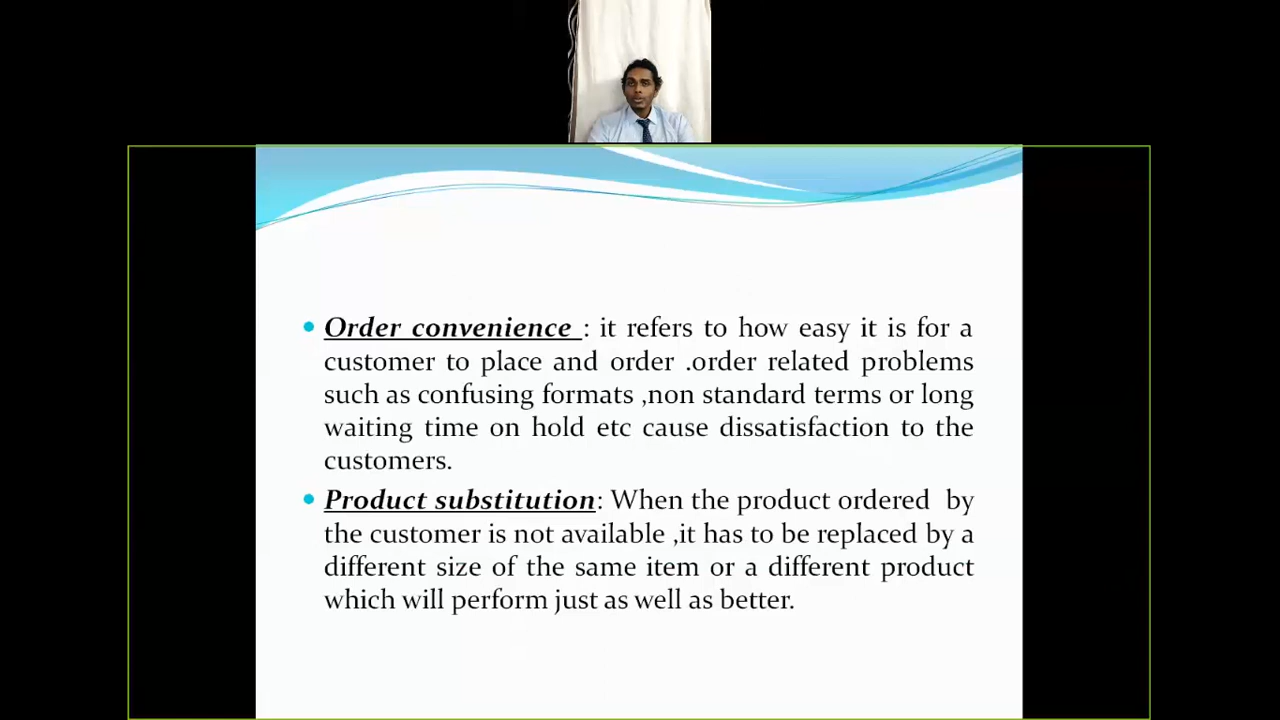 Order convenience : it refers to how easy it is for a
customer to place and order .order related problems
such as confusing formats ,non standard terms or long
waiting time on hold etc cause dissatisfaction to the
customers.
Product substitution: When the product ordered by
the customer is not available ,it has to be replaced by a
different size of the same item or a different product
which will perform just as well as better.